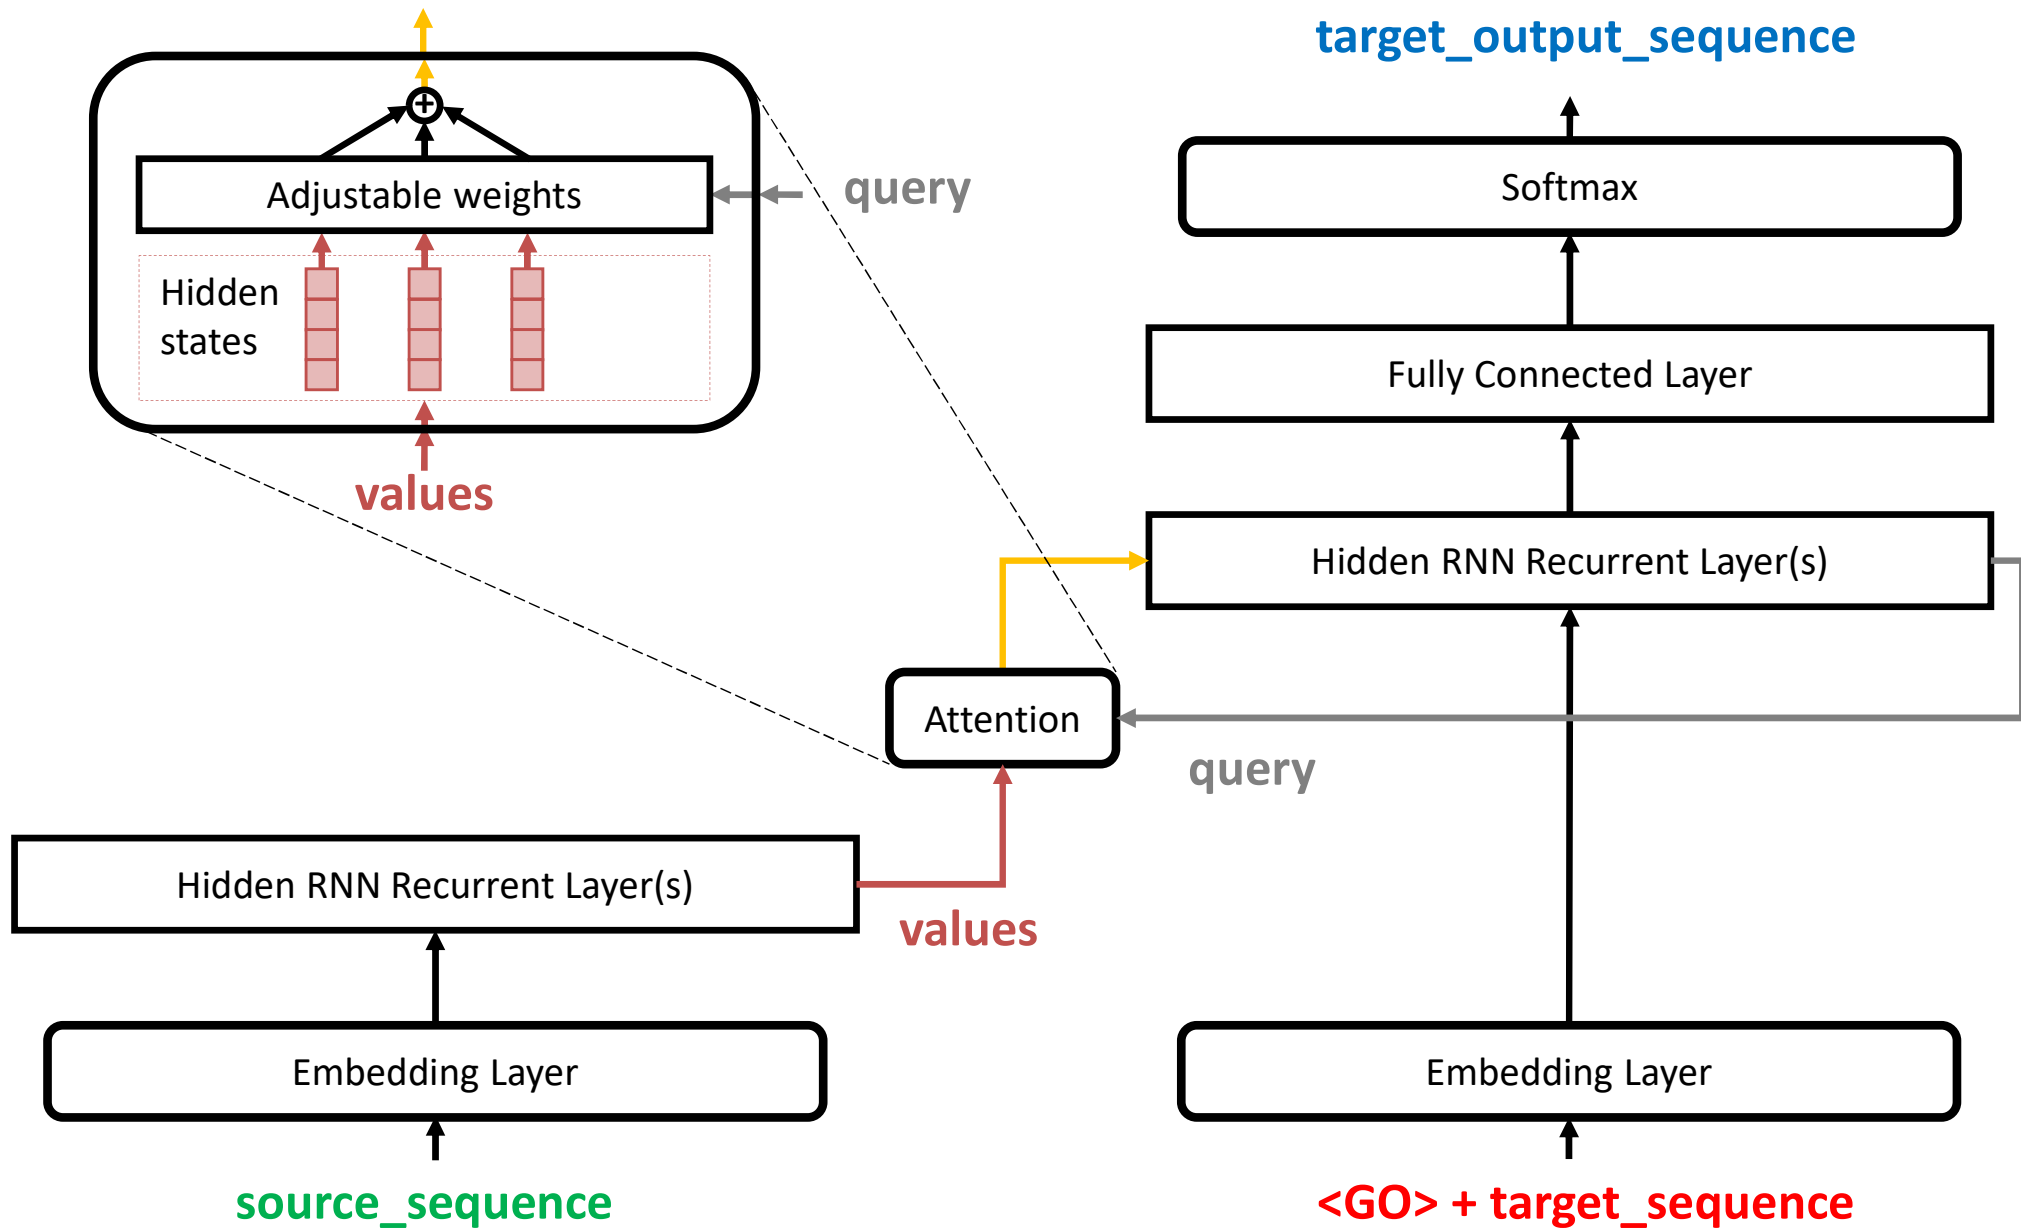 target_output_sequence
+
Adjustable weights
query
Softmax
Hidden
states
Fully Connected Layer
values
Hidden RNN Recurrent Layer(s)
Attention
query
Hidden RNN Recurrent Layer(s)
values
Embedding Layer
Embedding Layer
source_sequence
<GO> + target_sequence